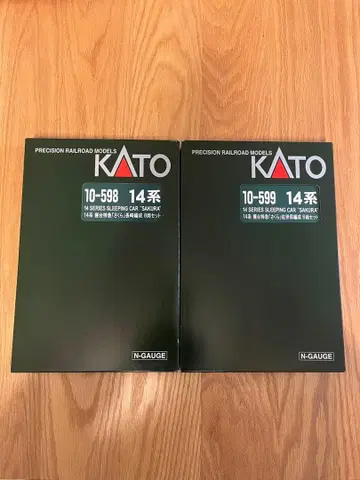 PRECISION RAILROAD MODELS
KATO
10-598 14系
14 SERIES SLEEPING CAR "SAKURA"
14系 寝台特急「さくら」長崎編成 8両セット
N-GAUGE
PRECISION RAILROAD MODELS
KATO
10-599 14系
14 SERIES SLEEPING CAR "SAKURA"
14系 寝台特急「さくら」佐世保編成 6両セット
N-GAUGE